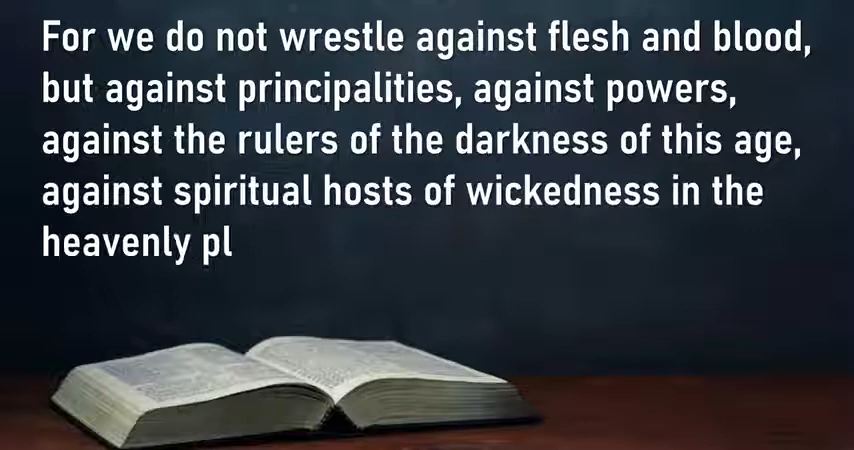 For we do not wrestle against flesh and blood,
but against principalities, against powers,
against the rulers of the darkness of this age,
against spiritual hosts of wickedness in the
heavenly pl